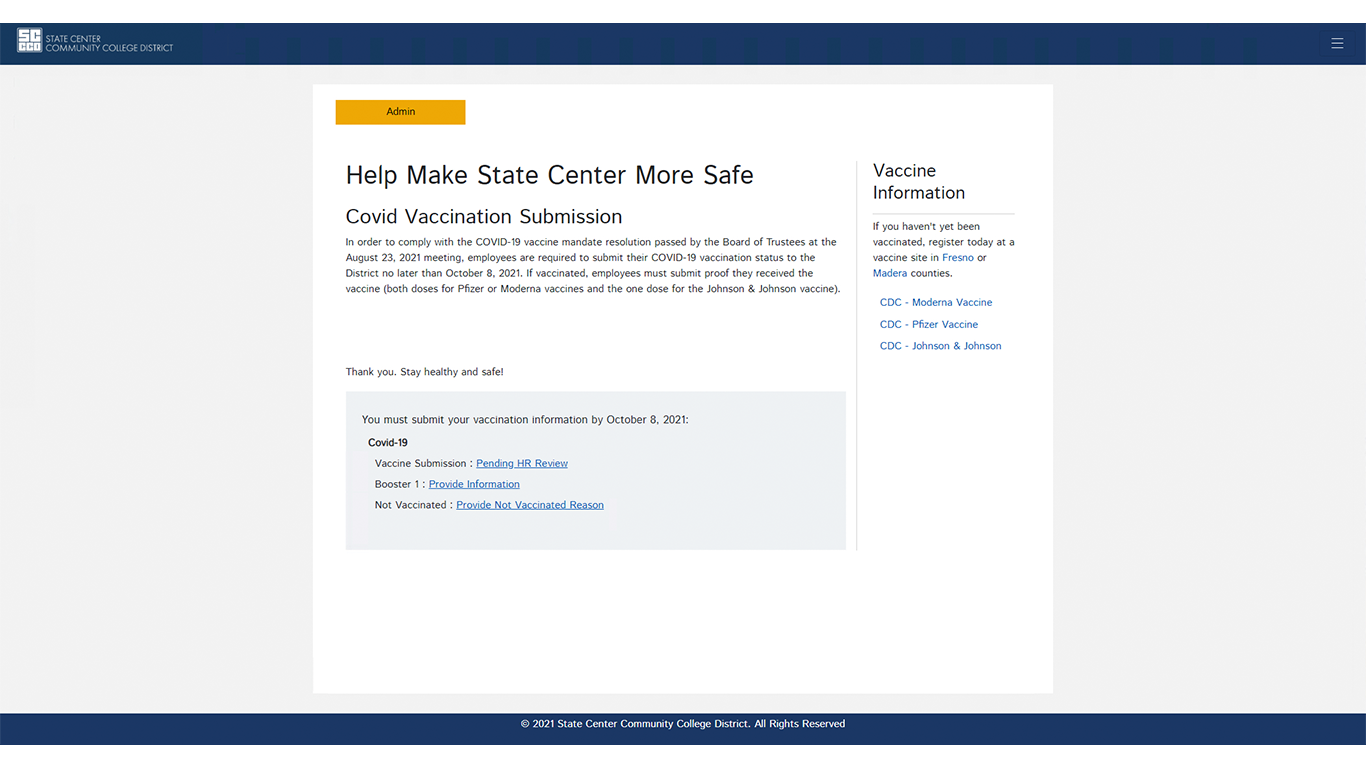 SC
CCD
STATE CENTER
COMMUNITY COLLEGE DISTRICT
Admin
Help Make State Center More Safe
Covid Vaccination Submission
In order to comply with the COVID-19 vaccine mandate resolution passed by the Board of Trustees at the
August 23, 2021 meeting, employees are required to submit their COVID-19 vaccination status to the
District no later than October 8, 2021. If vaccinated, employees must submit proof they received the
vaccine (both doses for Pfizer or Moderna vaccines and the one dose for the Johnson & Johnson vaccine).
Thank you. Stay healthy and safe!
You must submit your vaccination information by October 8, 2021:
Covid-19
Vaccine Submission : Pending HR Review
Booster 1 : Provide Information
Not Vaccinated : Provide Not Vaccinated Reason
Vaccine
Information
If you haven't yet been
vaccinated, register today at a
vaccine site in Fresno or
Madera counties.
CDC - Moderna Vaccine
CDC - Pfizer Vaccine
CDC - Johnson & Johnson
© 2021 State Center Community College District. All Rights Reserved